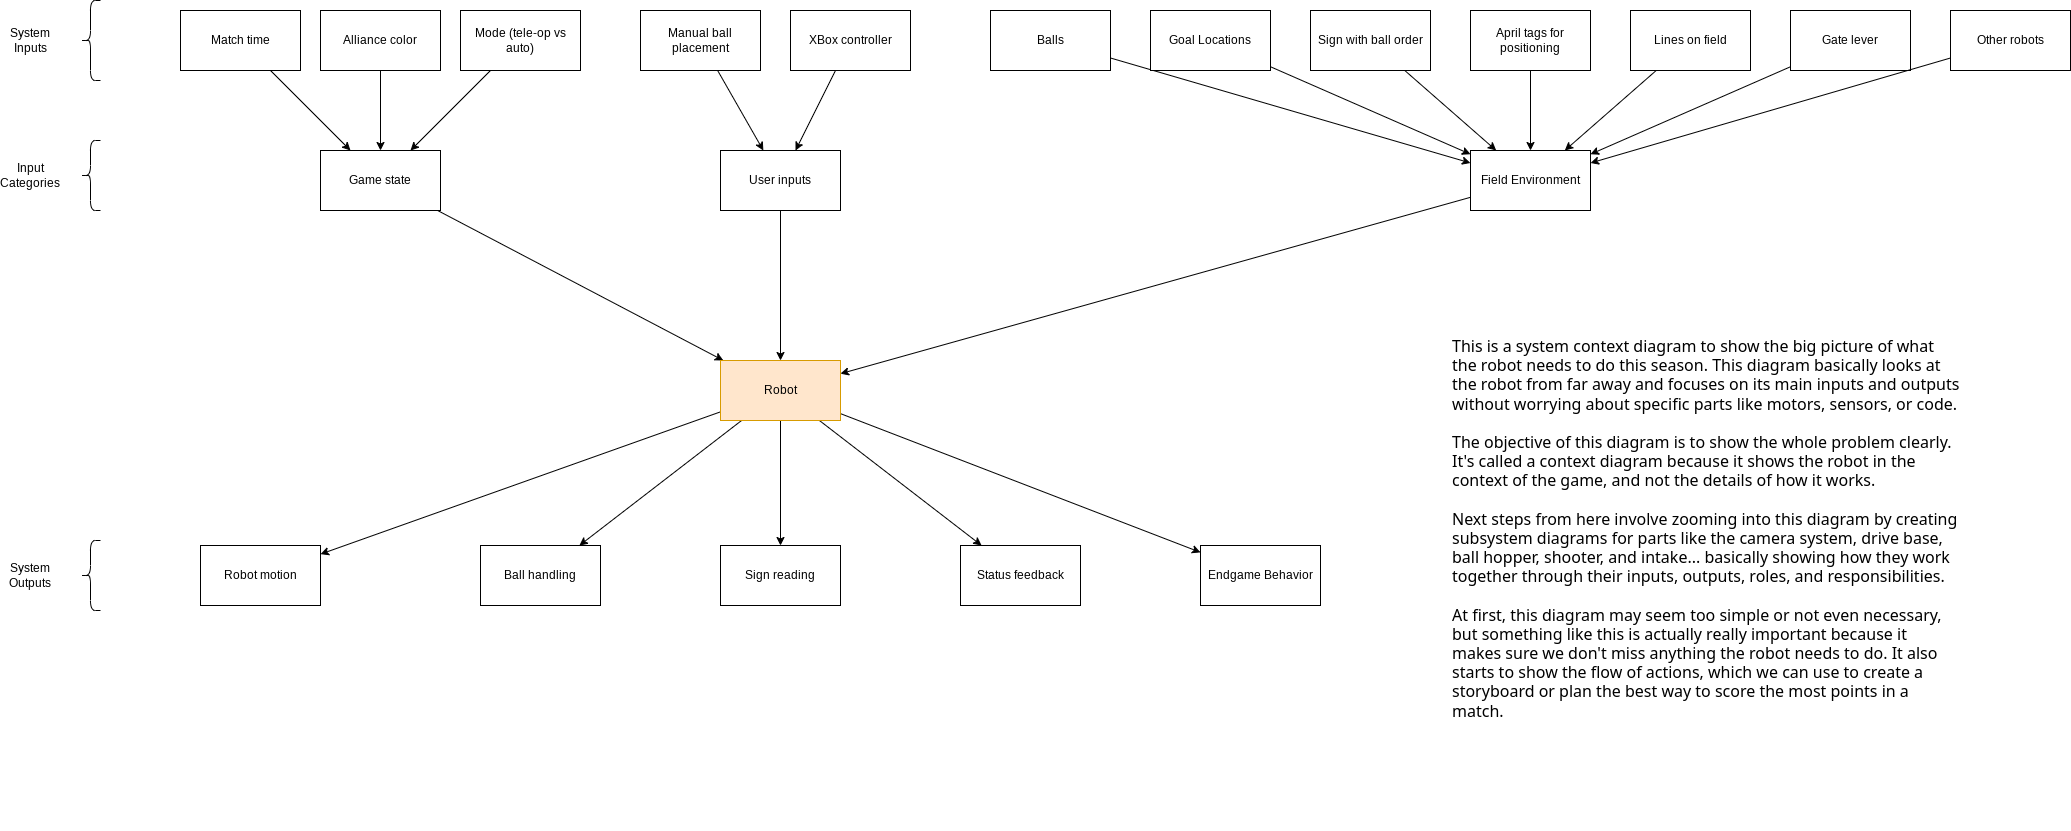 System
Inputs
Match time
Alliance color
Mode (tele-op vs
auto)
Manual ball
placement
XBox controller
Balls
Goal Locations
Sign with ball order
April tags for
positioning
Lines on field
Gate lever
Other robots
Input
Categories
Game state
User inputs
Field Environment
Robot
System
Outputs
Robot motion
Ball handling
Sign reading
Status feedback
Endgame Behavior
This is a system context diagram to show the big picture of what
the robot needs to do this season. This diagram basically looks at
the robot from far away and focuses on its main inputs and outputs
without worrying about specific parts like motors, sensors, or code.
The objective of this diagram is to show the whole problem clearly.
It's called a context diagram because it shows the robot in the
context of the game, and not the details of how it works.
Next steps from here involve zooming into this diagram by creating
subsystem diagrams for parts like the camera system, drive base,
ball hopper, shooter, and intake... basically showing how they work
together through their inputs, outputs, roles, and responsibilities.
At first, this diagram may seem too simple or not even necessary,
but something like this is actually really important because it
makes sure we don't miss anything the robot needs to do. It also
starts to show the flow of actions, which we can use to create a
storyboard or plan the best way to score the most points in a
match.